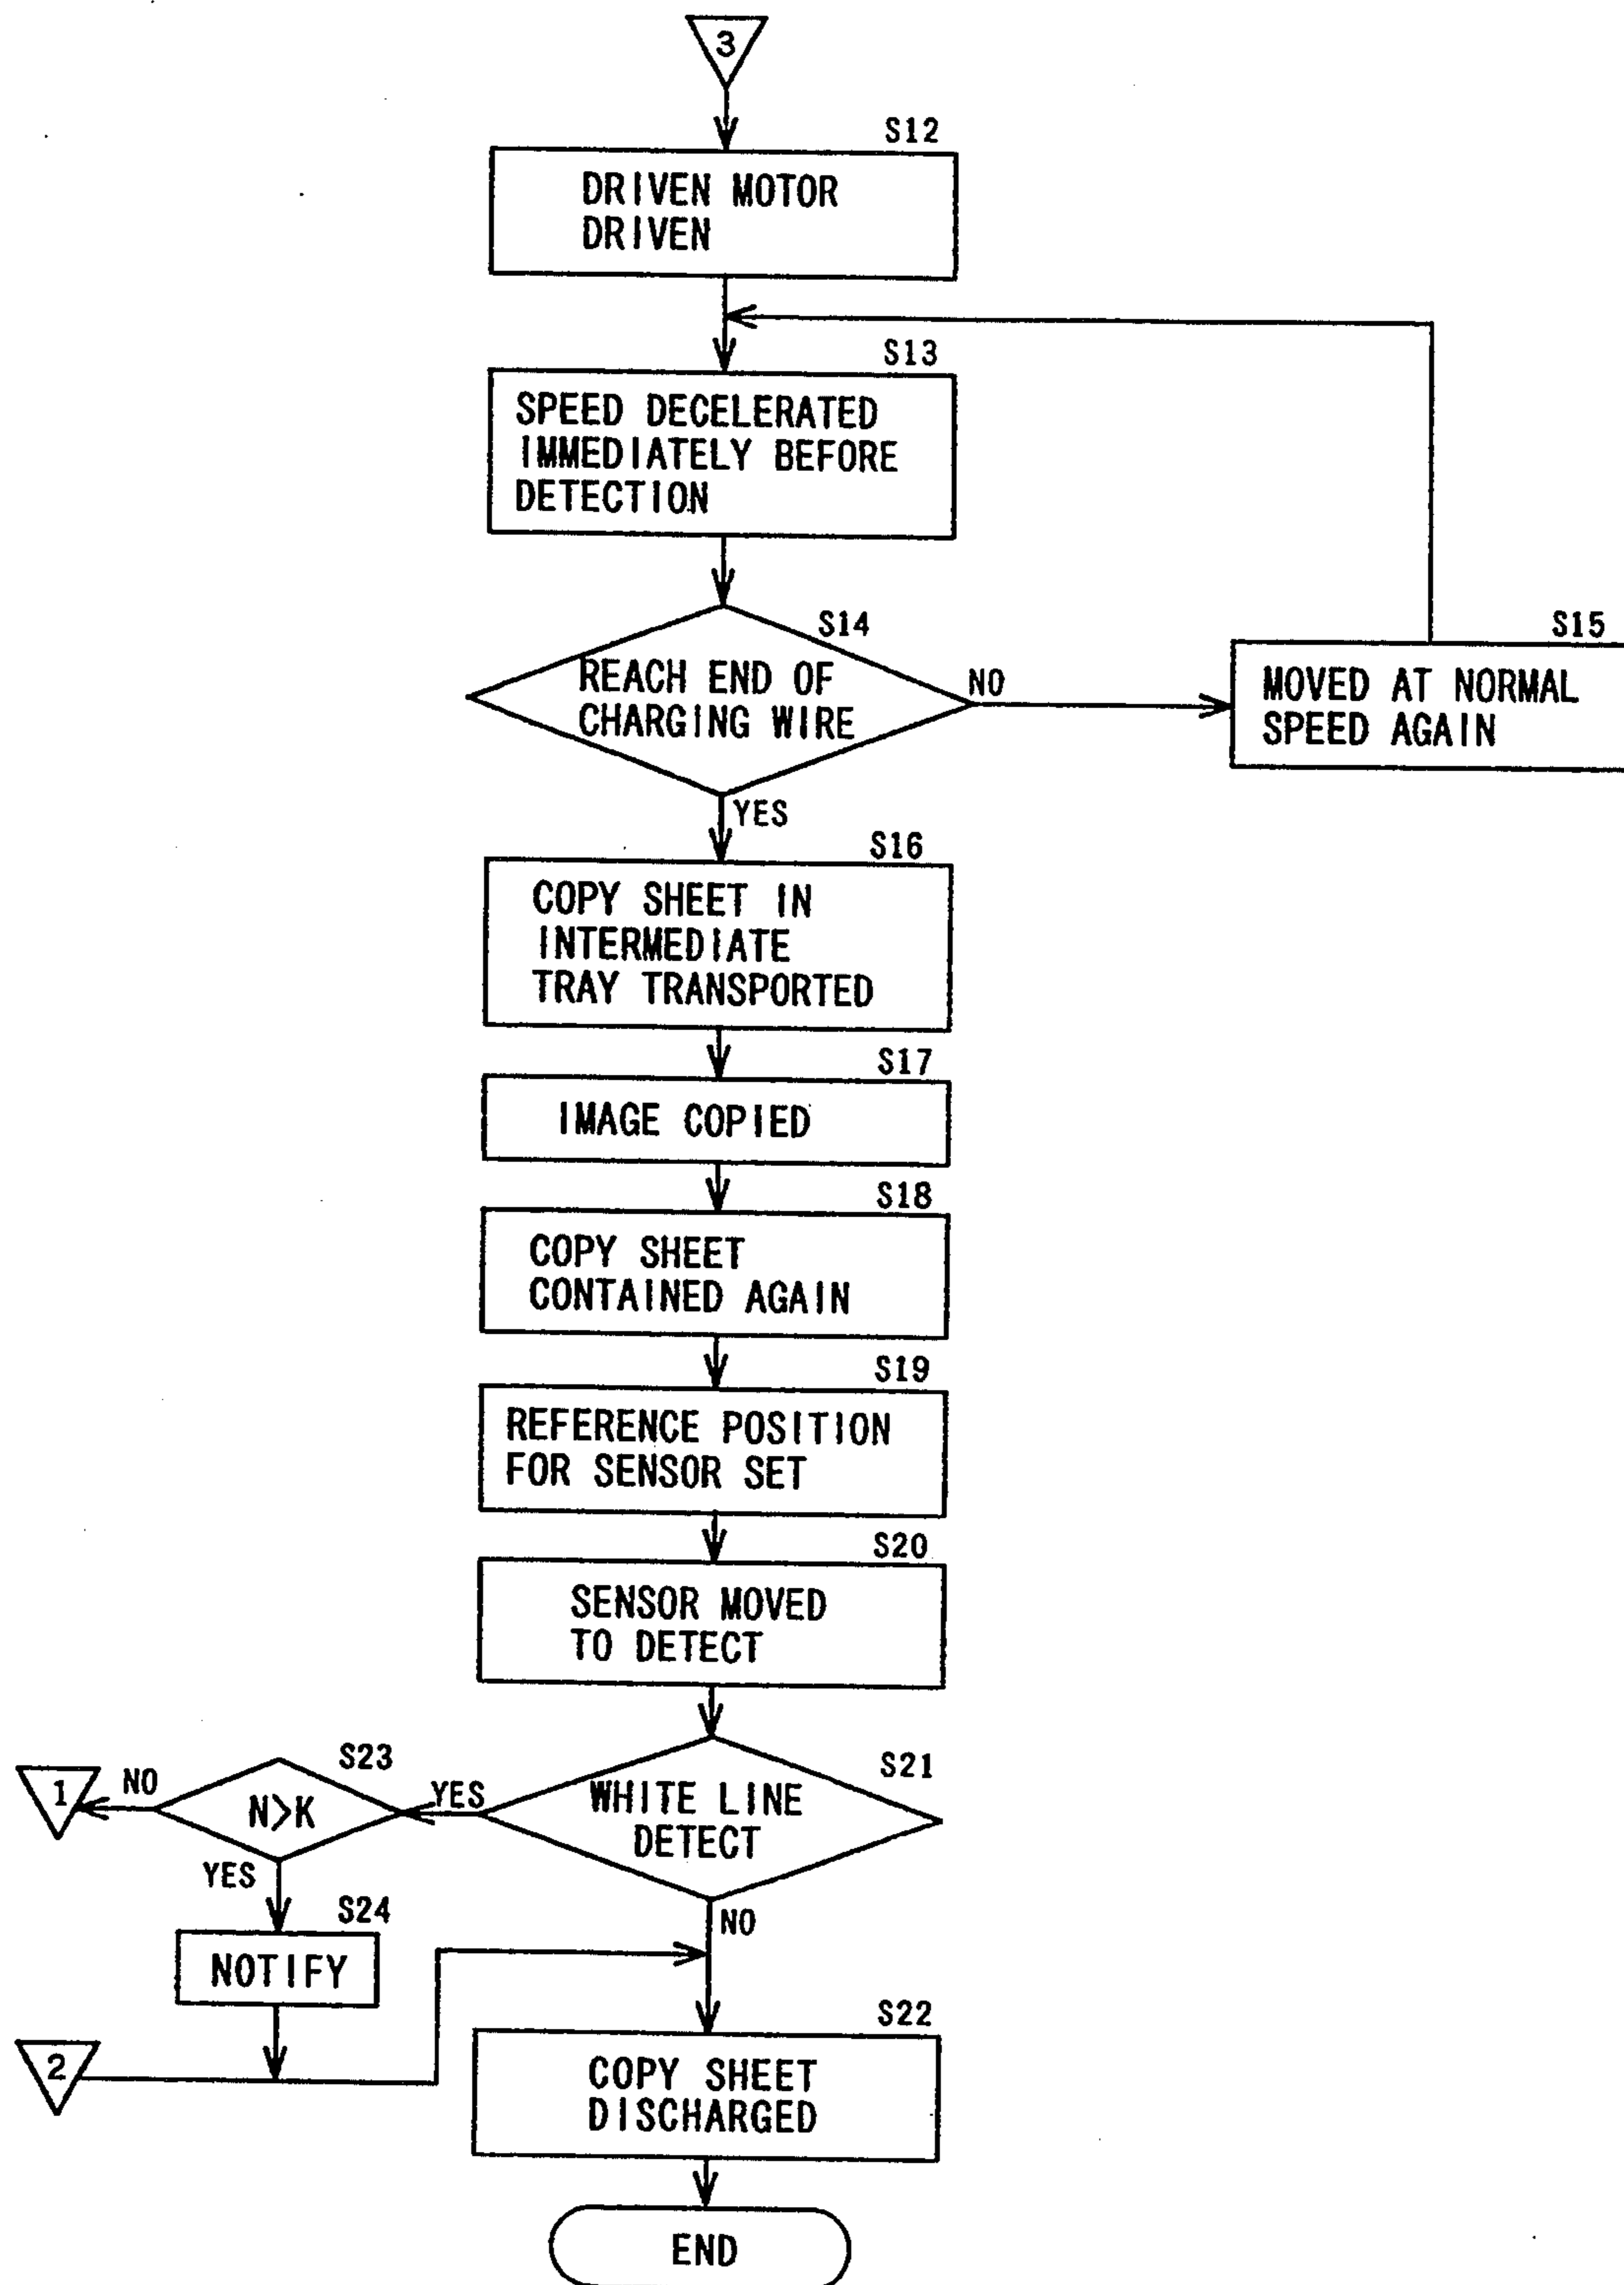 3
S12
DRIVEN MOTOR
DRIVEN
S13
SPEED DECELERATED
IMMEDIATELY BEFORE
DETECTION
S14
REACH END OF
CHARGING WIRE
NO
S15
MOVED AT NORMAL
SPEED AGAIN
YES
S16
COPY SHEET IN
INTERMEDIATE
TRAY TRANSPORTED
S17
IMAGE COPIED
S18
COPY SHEET
CONTAINED AGAIN
S19
REFERENCE POSITION
FOR SENSOR SET
S20
SENSOR MOVED
TO DETECT
S21
WHITE LINE
DETECT
YES
S23
N>K
NO
1
YES
S24
NOTIFY
NO
2
S22
COPY SHEET
DISCHARGED
END